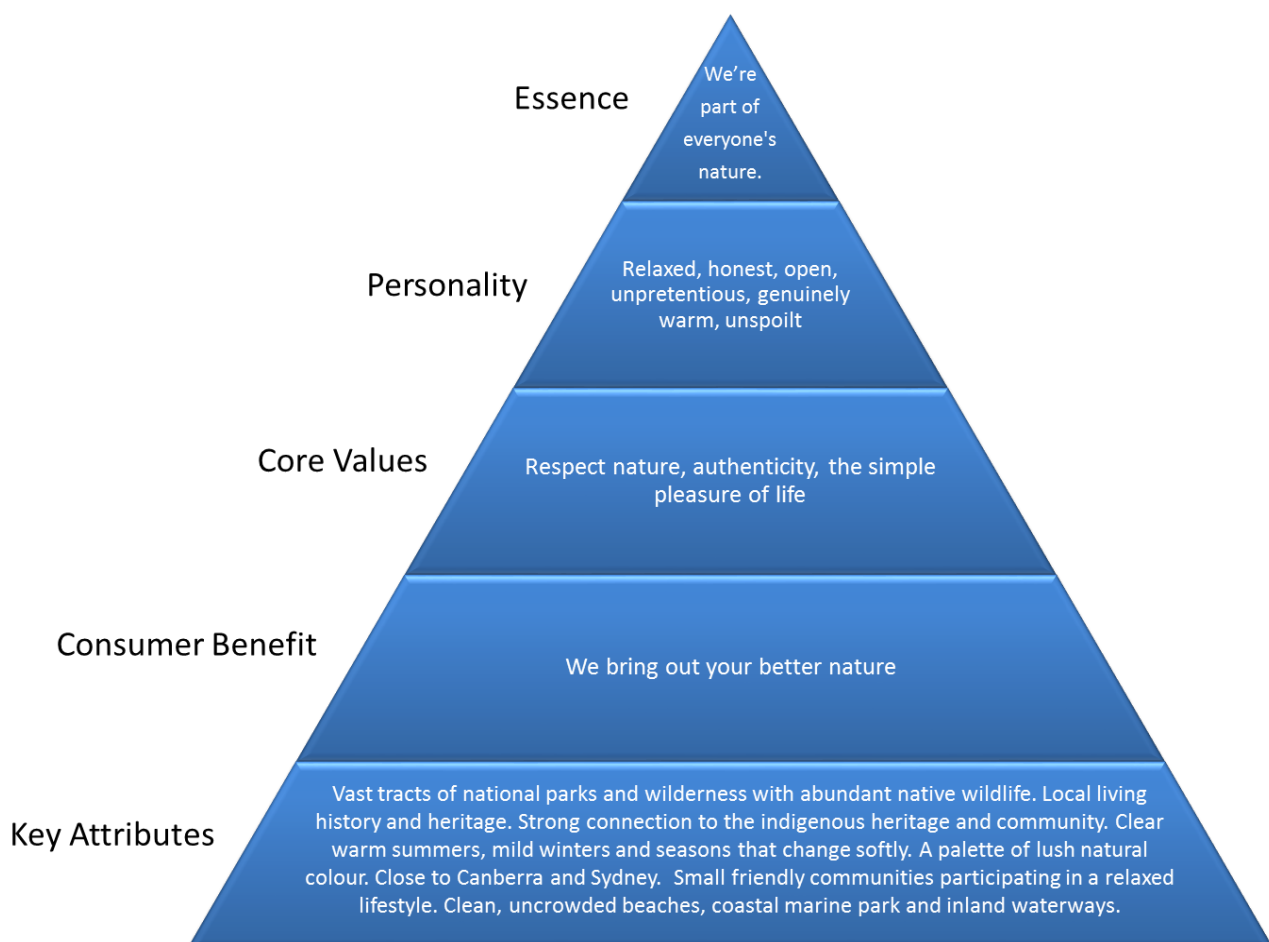 Essence
We’re
part of
everyone's
nature.
Personality
Relaxed, honest, open,
unpretentious, genuinely
warm, unspoilt
Core Values
Respect nature, authenticity, the simple
pleasure of life
Consumer Benefit
We bring out your better nature
Key Attributes
Vast tracts of national parks and wilderness with abundant native wildlife. Local living
history and heritage. Strong connection to the indigenous heritage and community. Clear
warm summers, mild winters and seasons that change softly. A palette of lush natural
colour. Close to Canberra and Sydney.  Small friendly communities participating in a relaxed
lifestyle. Clean, uncrowded beaches, coastal marine park and inland waterways.